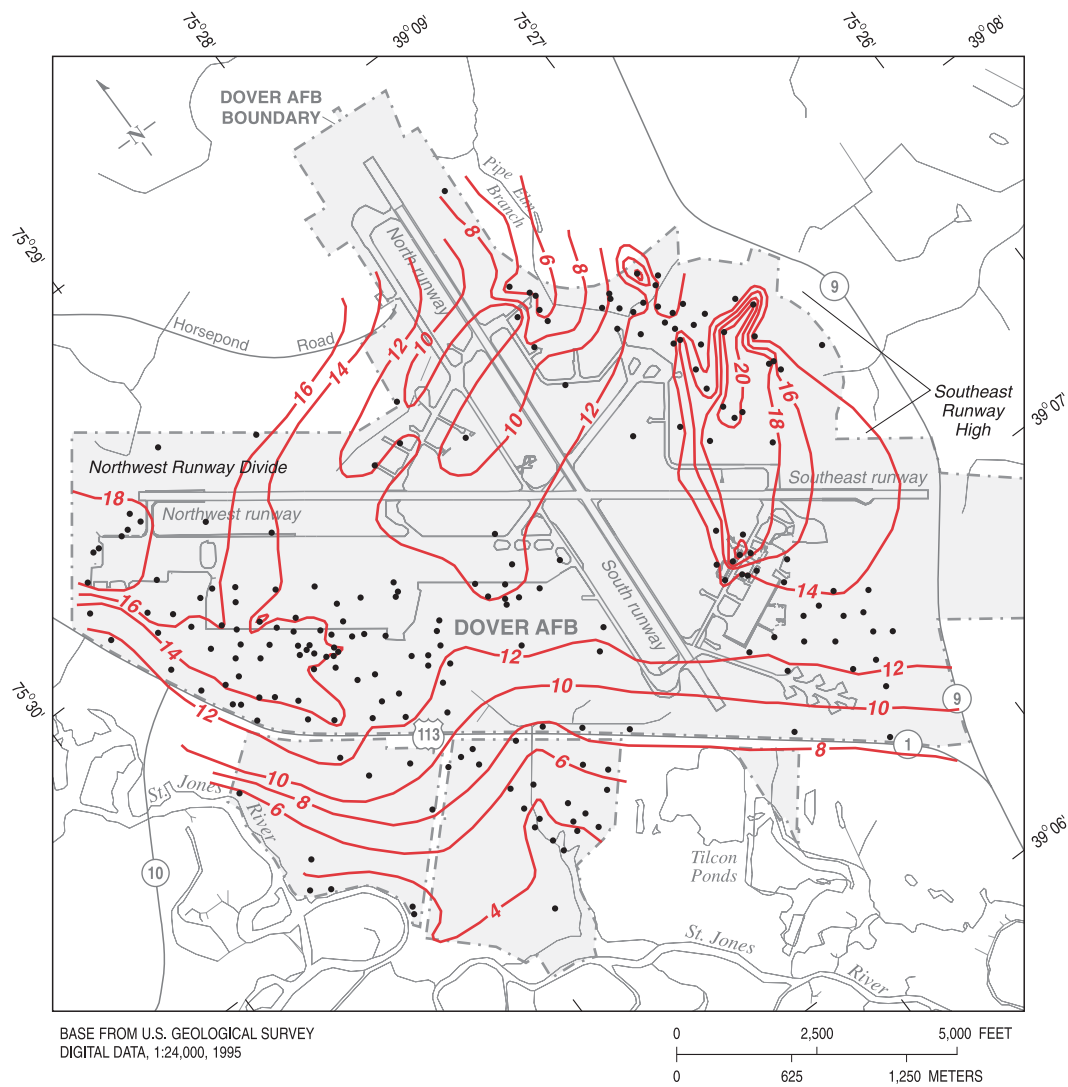 75°28'
39°09'
75°27'
75°26'
39°08'
DOVER AFB
BOUNDARY
N
Pipe Elm
Branch
75°29'
8
6
8
9
North runway
Horsepond Road
12
10
16
14
20
16
Southeast
Runway
High
39°07'
12
10
18
Northwest Runway Divide
18
Northwest runway
Southeast runway
South runway
14
16
DOVER AFB
14
12
12
75°30'
12
10
10
9
113
1
8
10
8
6
6
St. Jones
River
39°06'
Tilcon
Ponds
10
4
St. Jones
River
BASE FROM U.S. GEOLOGICAL SURVEY
DIGITAL DATA, 1:24,000, 1995
0 2,500 5,000 FEET
0 625 1,250 METERS